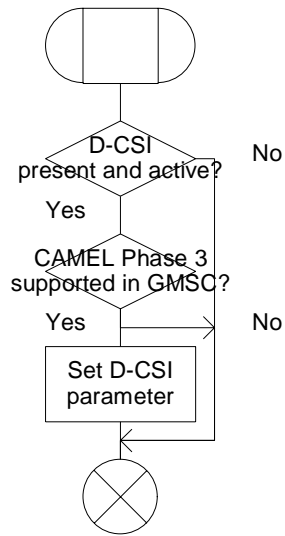 D-CSI
present and active?
No
Yes
CAMEL Phase 3
supported in GMSC?
Yes
No
Set D-CSI
parameter